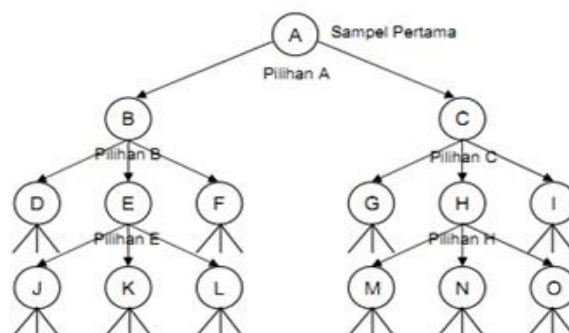 A Sampel Pertama
Pilihan A
B C
Pilihan B Pilihan C
D E F G H I
Pilihan E Pilihan H
J K L M N O